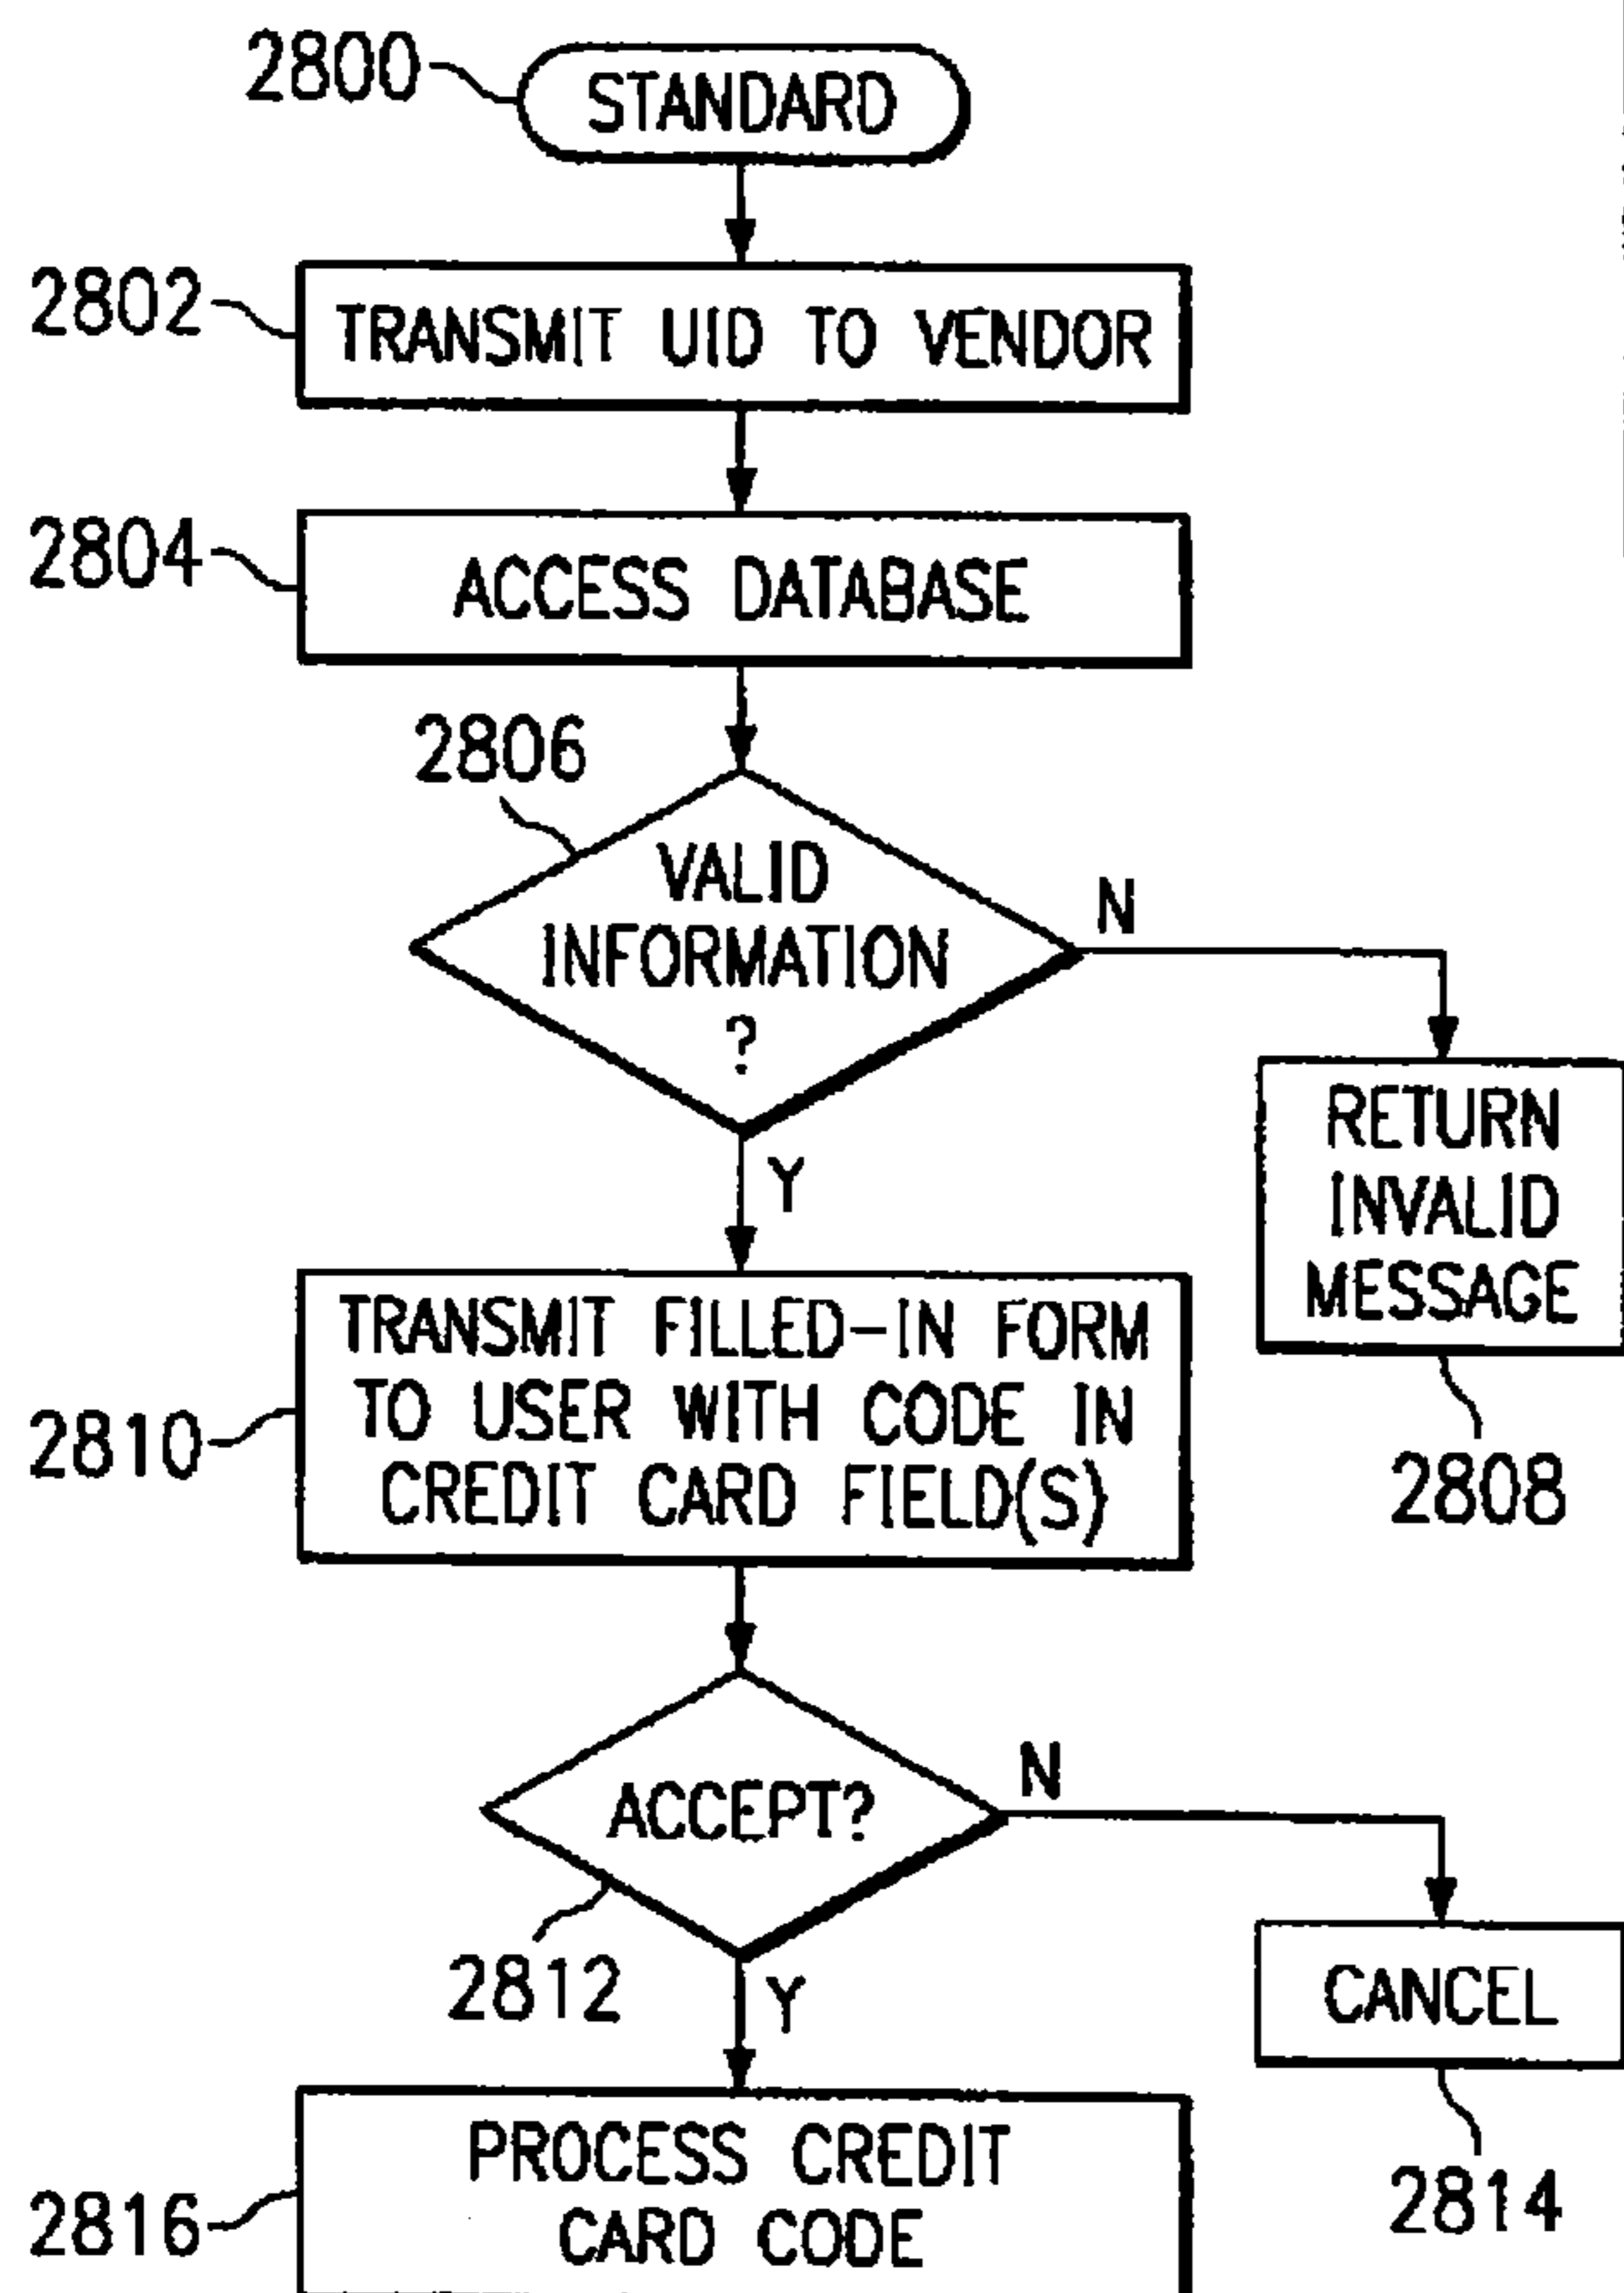 2800
STANDARD
2802
TRANSMIT UID TO VENDOR
2804
ACCESS DATABASE
2806
VALID
INFORMATION
?
N
Y
RETURN
INVALID
MESSAGE
2808
2810
TRANSMIT FILLED-IN FORM
TO USER WITH CODE IN
CREDIT CARD FIELD(S)
ACCEPT?
N
2812
Y
CANCEL
2814
2816
PROCESS CREDIT
CARD CODE